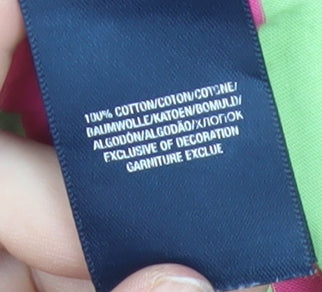 100% COTTON/COTON/COTONE/
BAUMWOLLE/KATOEN/BOMULD/
ALGODÓN/ALGODÃO/ХЛОПОК
EXCLUSIVE OF DECORATION
GARNITURE EXCLUE